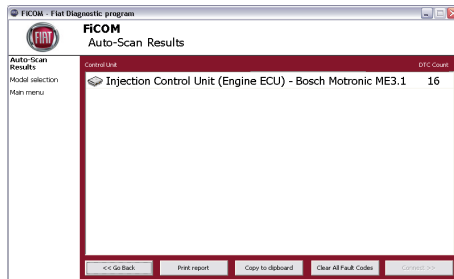 FiCOM - Fiat Diagnostic program
FIAT
FiCOM
Auto-Scan Results
Auto-Scan
Results
Model selection
Main menu
Control Unit DTC Count
Injection Control Unit (Engine ECU) - Bosch Motronic ME3.1 16
<< Go Back Print report Copy to clipboard Clear All Fault Codes Connect >>